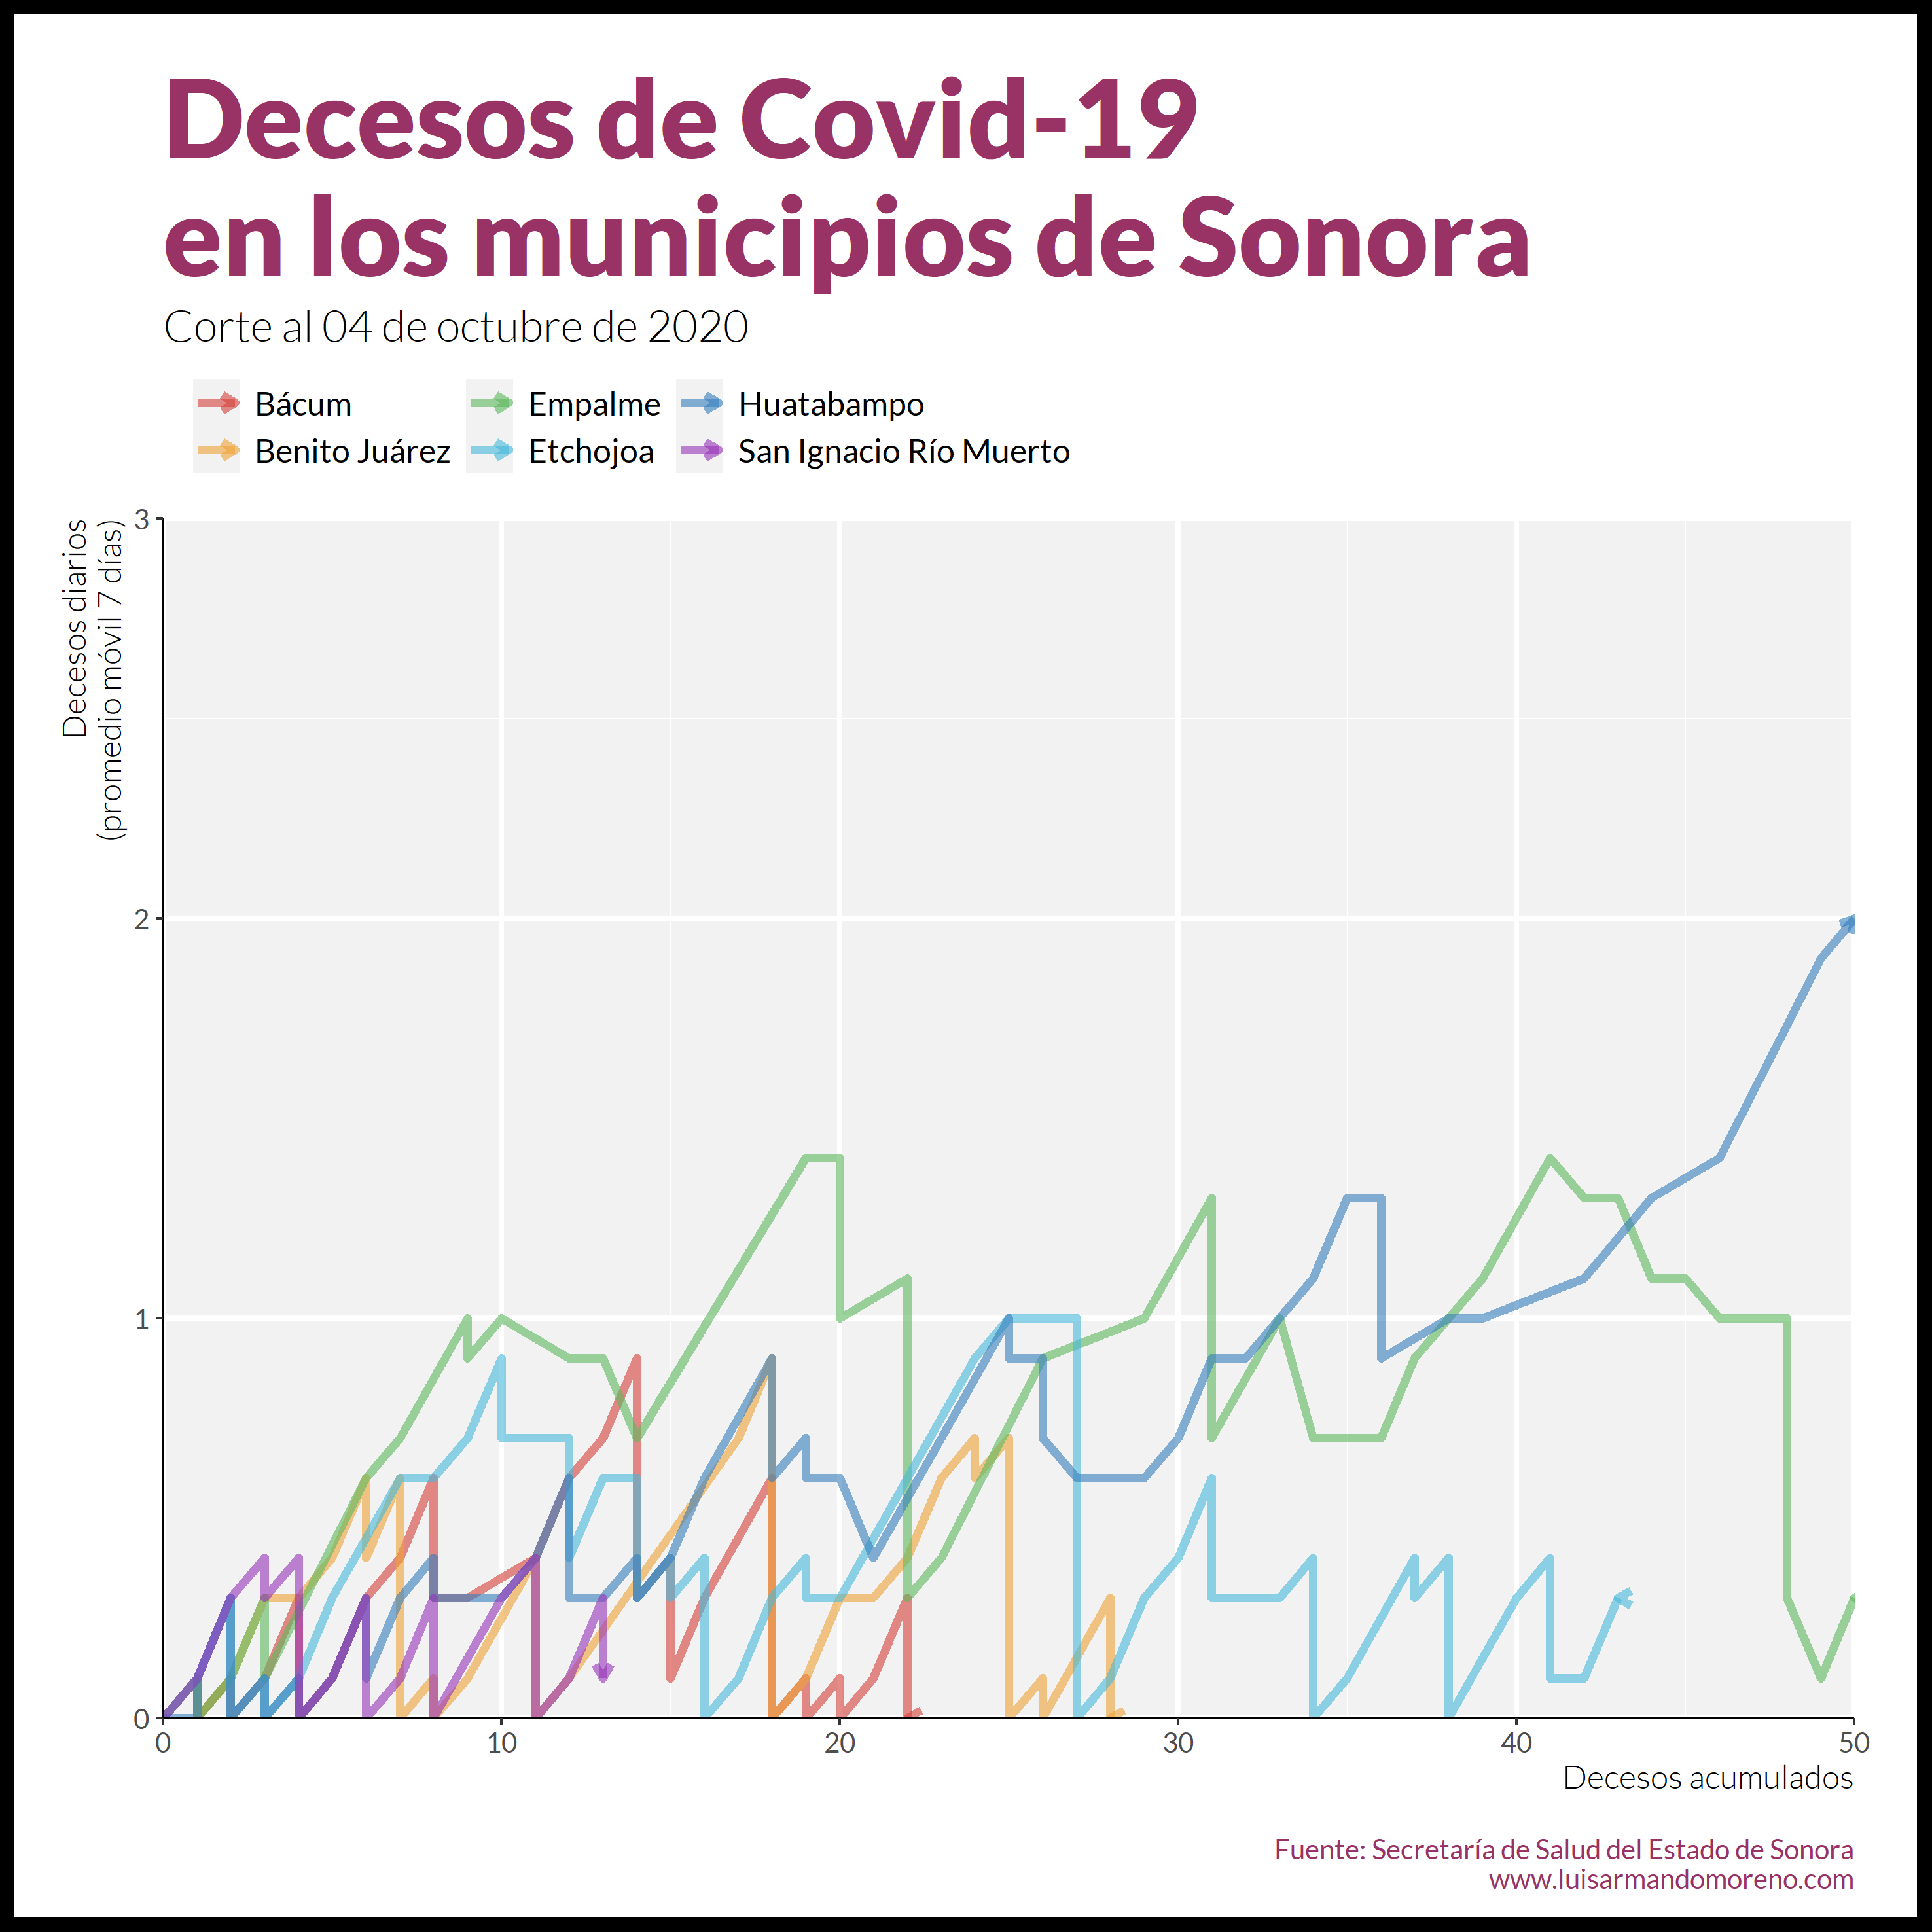 Decesos de Covid-19
en los municipios de Sonora
Corte al 04 de octubre de 2020
Bácum
Empalme
Huatabampo
Benito Juárez
Etchojoa
San Ignacio Río Muerto
Decesos diarios
(promedio móvil 7 días)
3
2
1
0
0
10
20
30
40
50
Decesos acumulados
Fuente: Secretaría de Salud del Estado de Sonora
www.luisarmandomoreno.com